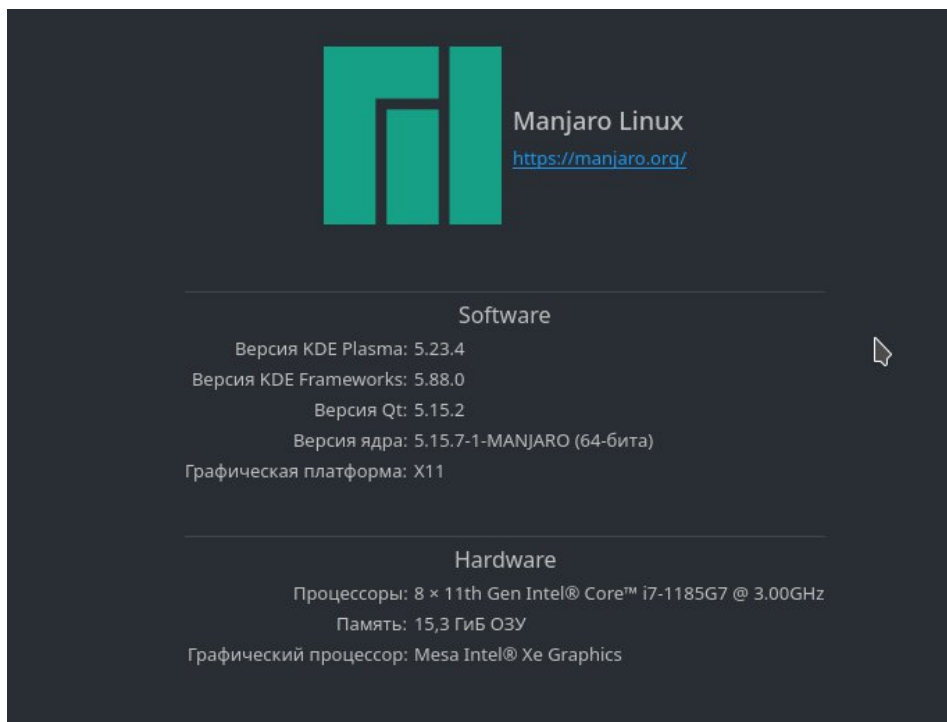 Manjaro Linux
https://manjaro.org/
Software
Версия KDE Plasma: 5.23.4
Версия KDE Frameworks: 5.88.0
Версия Qt: 5.15.2
Версия ядра: 5.15.7-1-MANJARO (64-бита)
Графическая платформа: X11
Hardware
Процессоры: 8 × 11th Gen Intel® Core™ i7-1185G7 @ 3.00GHz
Память: 15,3 ГиБ ОЗУ
Графический процессор: Mesa Intel® Xe Graphics